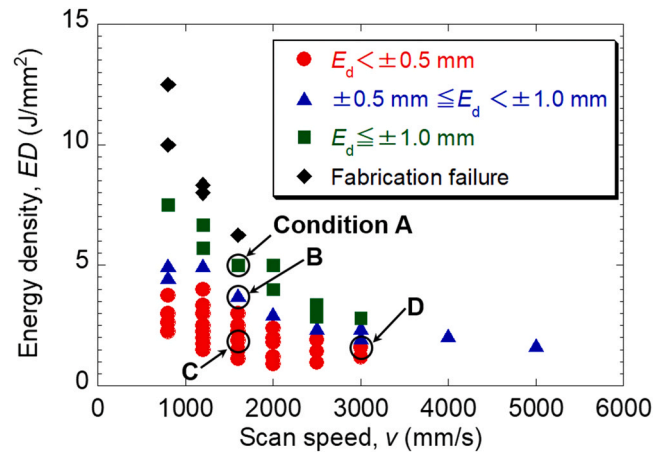 15
10
5
0
Energy density, ED (J/mm²)
Ed < ±0.5 mm
±0.5 mm ≦ Ed < ±1.0 mm
Ed ≦ ±1.0 mm
Fabrication failure
Condition A
B
D
C
0 1000 2000 3000 4000 5000 6000
Scan speed, v (mm/s)